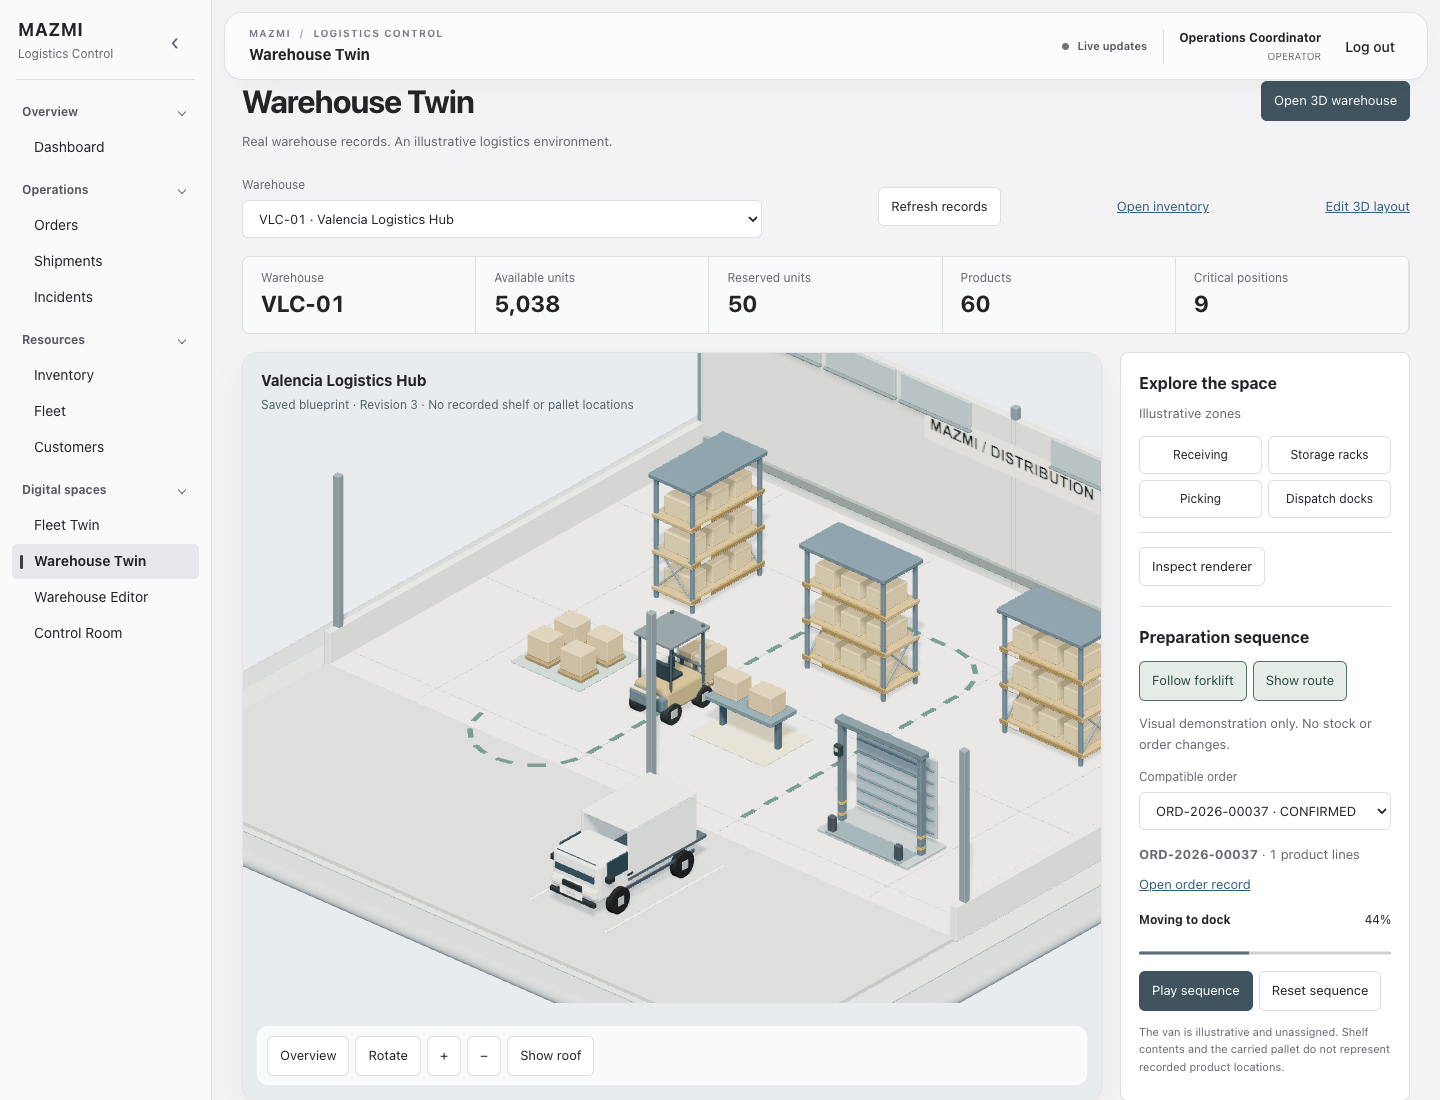 MAZMI
Logistics Control
Overview
Dashboard
Operations
Orders
Shipments
Incidents
Resources
Inventory
Fleet
Customers
Digital spaces
Fleet Twin
Warehouse Twin
Warehouse Editor
Control Room
MAZMI / LOGISTICS CONTROL
Warehouse Twin
Live updates
Operations Coordinator
OPERATOR
Log out
Warehouse Twin
Open 3D warehouse
Real warehouse records. An illustrative logistics environment.
Warehouse
VLC-01 · Valencia Logistics Hub
Refresh records
Open inventory
Edit 3D layout
Warehouse
VLC-01
Available units
5,038
Reserved units
50
Products
60
Critical positions
9
Valencia Logistics Hub
Saved blueprint · Revision 3 · No recorded shelf or pallet locations
MAZMI / DISTRIBUTION
Overview
Rotate
+
−
Show roof
Explore the space
Illustrative zones
Receiving
Storage racks
Picking
Dispatch docks
Inspect renderer
Preparation sequence
Follow forklift
Show route
Visual demonstration only. No stock or
order changes.
Compatible order
ORD-2026-00037 · CONFIRMED
ORD-2026-00037 · 1 product lines
Open order record
Moving to dock
44%
Play sequence
Reset sequence
The van is illustrative and unassigned. Shelf
contents and the carried pallet do not represent
recorded product locations.